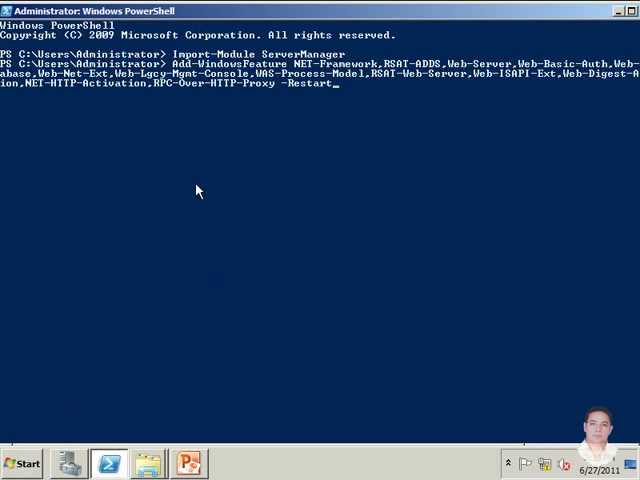 Administrator: Windows PowerShell
Windows PowerShell
Copyright (C) 2009 Microsoft Corporation. All rights reserved.
PS C:\Users\Administrator> Import-Module ServerManager
PS C:\Users\Administrator> Add-WindowsFeature NET-Framework,RSAT-ADDS,Web-Server,Web-Basic-Auth,Web-
abase,Web-Net-Ext,Web-Lgcy-Mgmt-Console,WAS-Process-Model,RSAT-Web-Server,Web-ISAPI-Ext,Web-Digest-A
ion,NET-HTTP-Activation,RPC-Over-HTTP-Proxy -Restart_
Start
6/27/2011